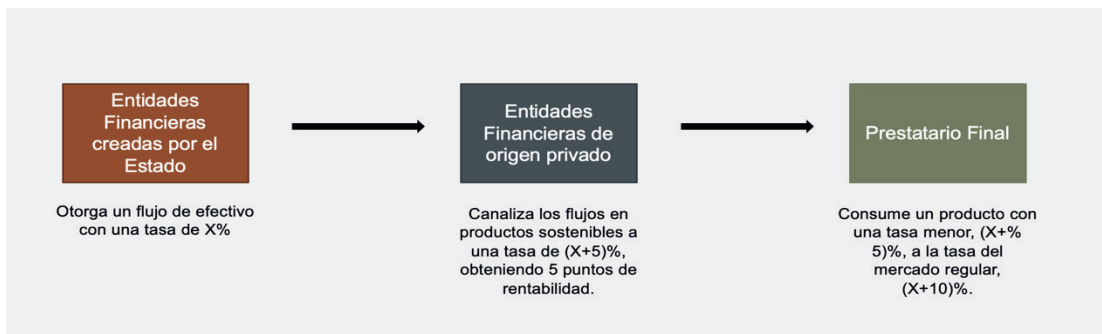 Entidades
Financieras
creadas por el
Estado
Otorga un flujo de efectivo
con una tasa de X%
Entidades
Financieras de
origen privado
Canaliza los flujos en
productos sostenibles a
una tasa de (X+5)%,
obteniendo 5 puntos de
rentabilidad.
Prestatario Final
Consume un producto con
una tasa menor, (X+%
5)%, a la tasa del
mercado regular,
(X+10)%.